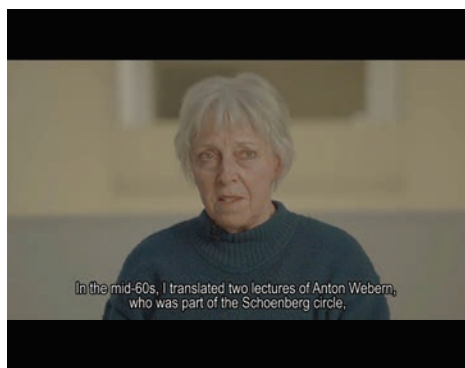 In the mid-60s, I translated two lectures of Anton Webern,
who was part of the Schoenberg circle,